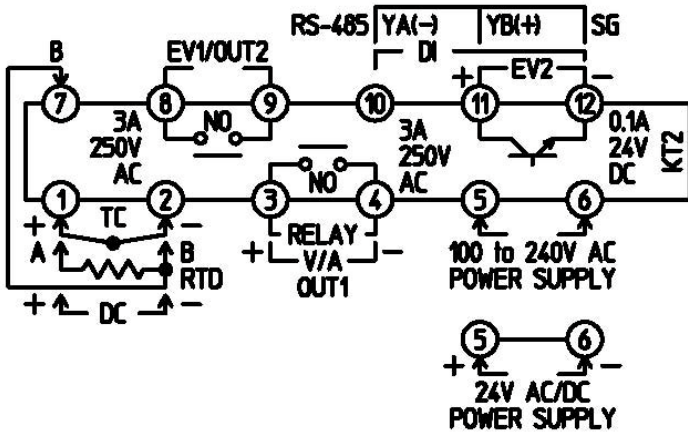 RS-485 YA(-) YB(+) SG
B EV1/OUT2 DI
+ EV2 -
7 8 9 10 11 12
NO
3A 250V AC
3A 250V AC
0.1A 24V DC
KT2
NO
1 2 3 4 5 6
+ TC -
A B
RTD
+ DC -
RELAY
+ V/A -
OUT1
100 to 240V AC
POWER SUPPLY
5 6
+ -
24V AC/DC
POWER SUPPLY